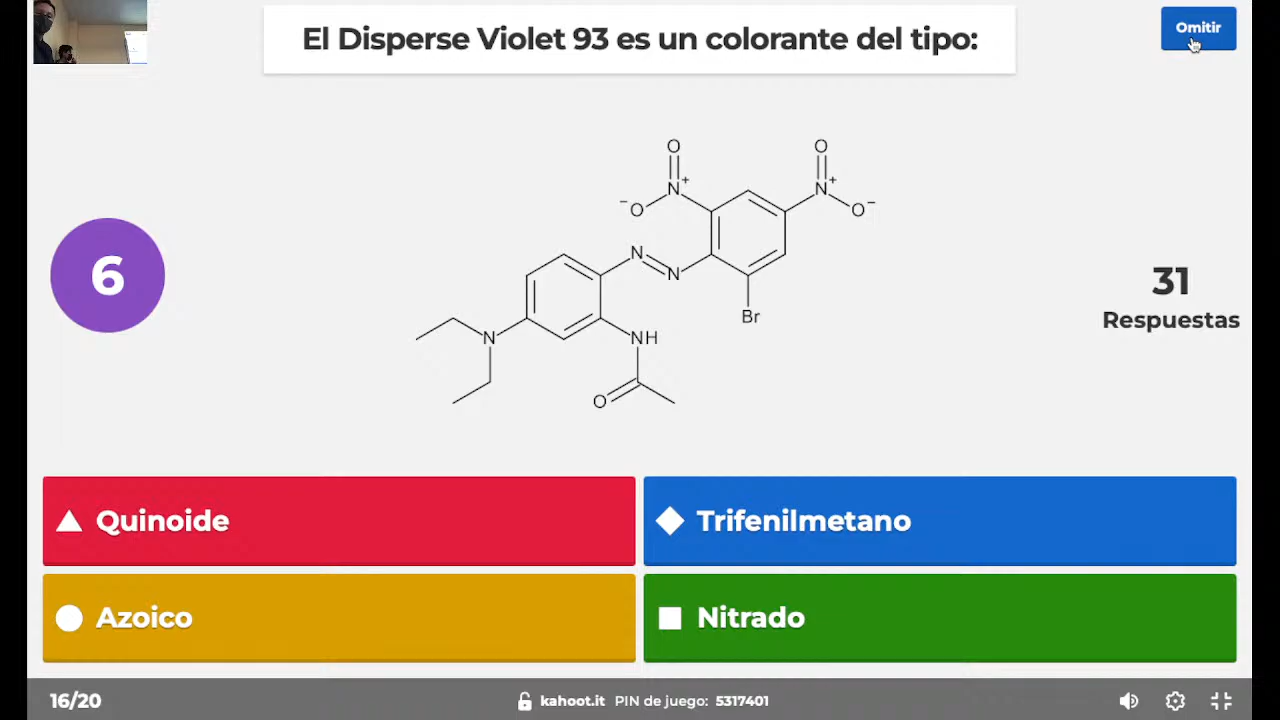 El Disperse Violet 93 es un colorante del tipo:
Omitir
6
31
Respuestas
O
O
N+
N+
−O
O−
N
N
Br
N
NH
O
Quinoide
Trifenilmetano
Azoico
Nitrado
16/20
kahoot.it PIN de juego: 5317401